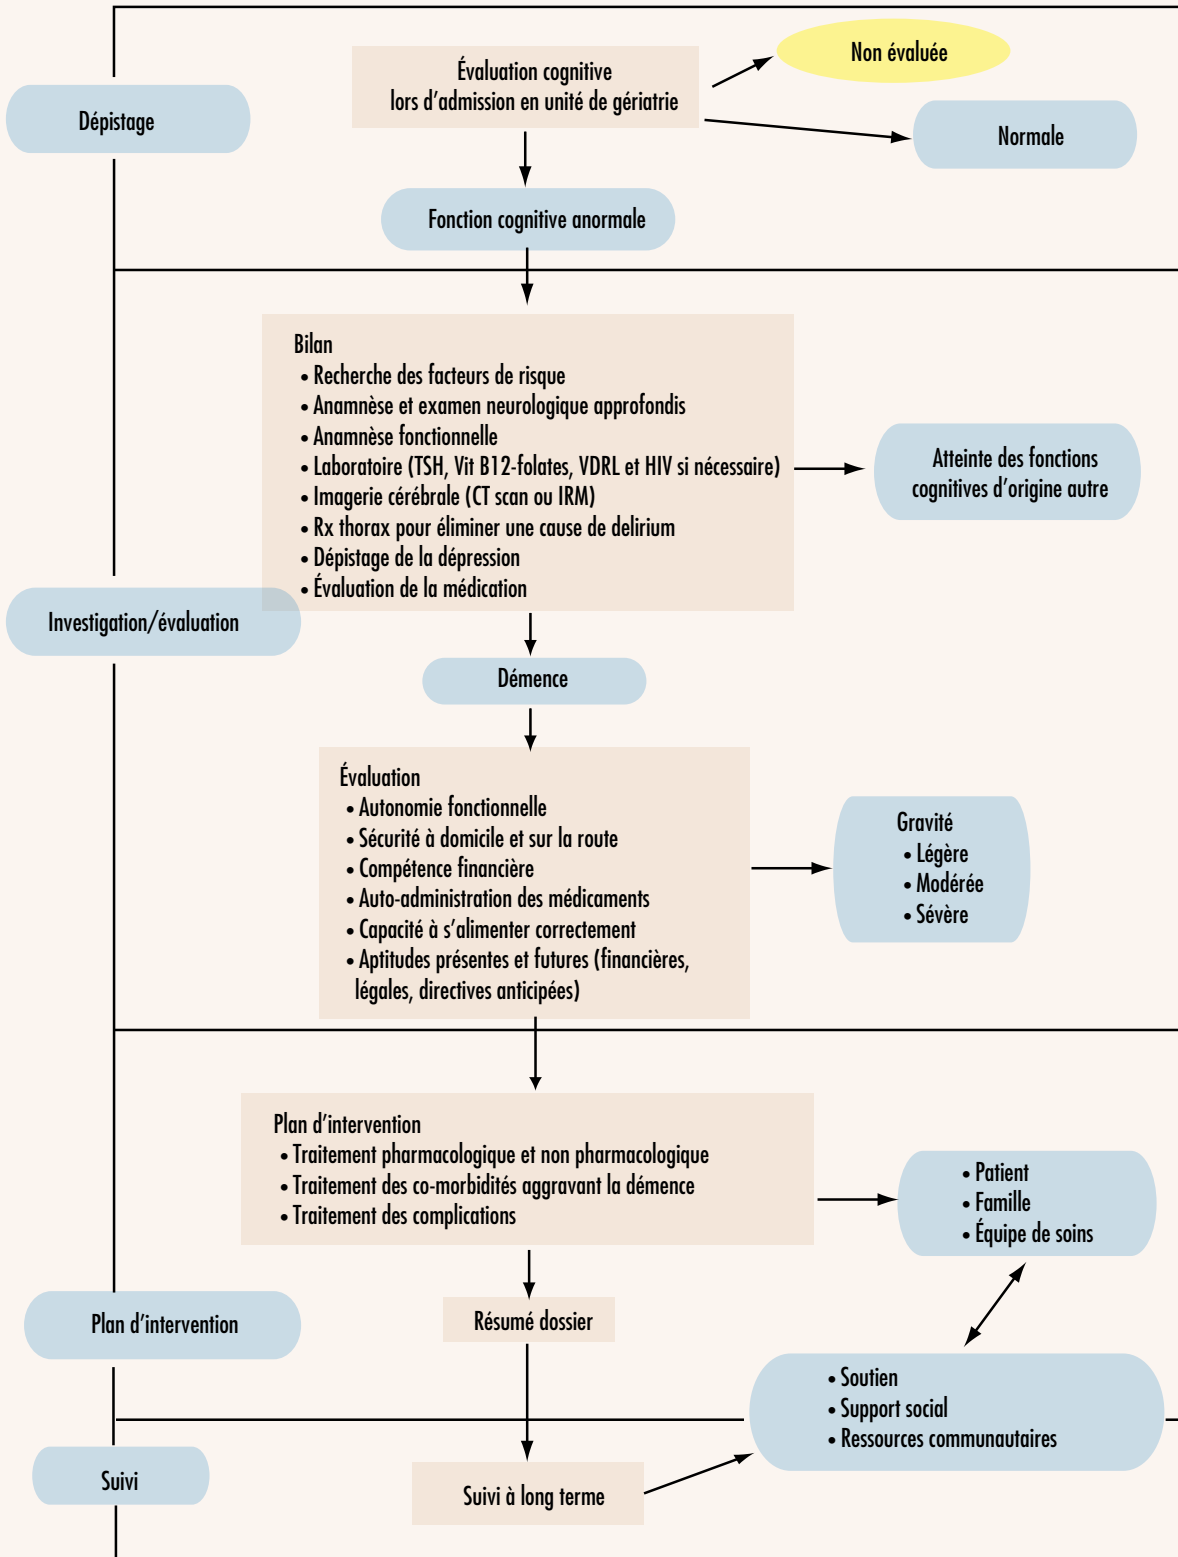 Évaluation cognitive
lors d'admission en unité de gériatrie
Non évaluée
Dépistage
Normale
Fonction cognitive anormale
Bilan
• Recherche des facteurs de risque
• Anamnèse et examen neurologique approfondis
• Anamnèse fonctionnelle
• Laboratoire (TSH, Vit B12-folates, VDRL et HIV si nécessaire)
• Imagerie cérébrale (CT scan ou IRM)
• Rx thorax pour éliminer une cause de delirium
• Dépistage de la dépression
• Évaluation de la médication
Atteinte des fonctions
cognitives d'origine autre
Investigation/évaluation
Démence
Évaluation
• Autonomie fonctionnelle
• Sécurité à domicile et sur la route
• Compétence financière
• Auto-administration des médicaments
• Capacité à s'alimenter correctement
• Aptitudes présentes et futures (financières,
légales, directives anticipées)
Gravité
• Légère
• Modérée
• Sévère
Plan d'intervention
• Traitement pharmacologique et non pharmacologique
• Traitement des co-morbidités aggravant la démence
• Traitement des complications
• Patient
• Famille
• Équipe de soins
Plan d'intervention
Résumé dossier
• Soutien
• Support social
• Ressources communautaires
Suivi
Suivi à long terme